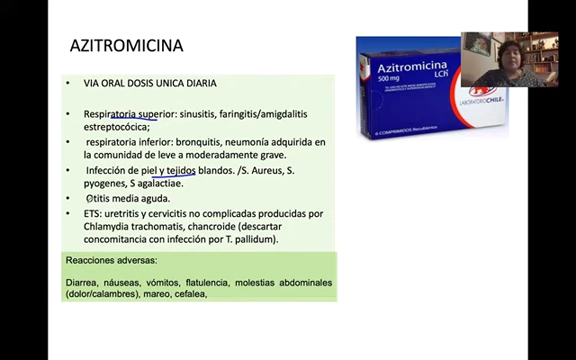 AZITROMICINA
VIA ORAL DOSIS UNICA DIARIA
Respiratoria superior: sinusitis, faringitis/amigdalitis
estreptocócica;
respiratoria inferior: bronquitis, neumonía adquirida en
la comunidad de leve a moderadamente grave.
Infección de piel y tejidos blandos. /S. Aureus, S.
pyogenes, S agalactiae.
Otitis media aguda.
ETS: uretritis y cervicitis no complicadas producidas por
Chlamydia trachomatis, chancroide (descartar
concomitancia con infección por T. pallidum).
Reacciones adversas:
Diarrea, náuseas, vómitos, flatulencia, molestias abdominales
(dolor/calambres), mareo, cefalea,
Azitromicina
LCh
500 mg
LABORATORIO CHILE
6 COMPRIMIDOS Recubiertos